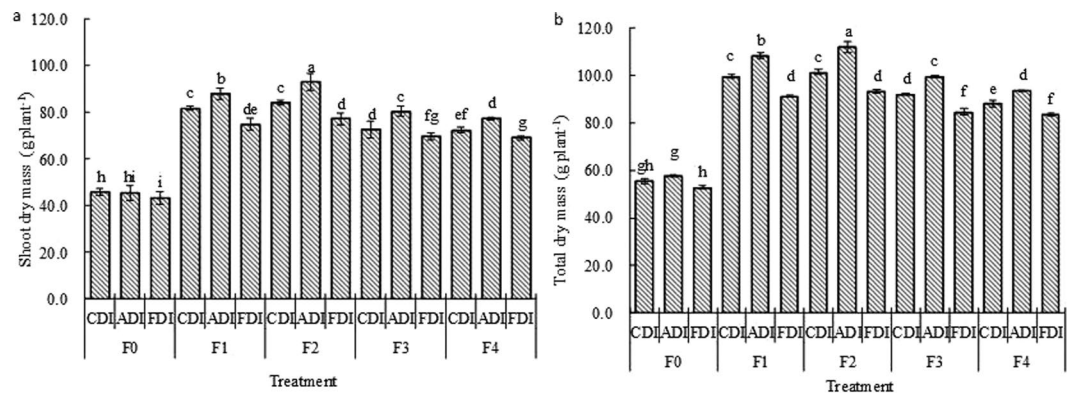 a
120.0
100.0
80.0
60.0
40.0
20.0
0.0
Shoot dry mass (g plant-1)
h hi i c b de c a d d c fg ef d g
CDI ADI FDI CDI ADI FDI CDI ADI FDI CDI ADI FDI CDI ADI FDI
F0 F1 F2 F3 F4
Treatment
b
120.0
100.0
80.0
60.0
40.0
20.0
0.0
Total dry mass (g plant-1)
gh g h c b d c a d d c f e d f
CDI ADI FDI CDI ADI FDI CDI ADI FDI CDI ADI FDI CDI ADI FDI
F0 F1 F2 F3 F4
Treatment